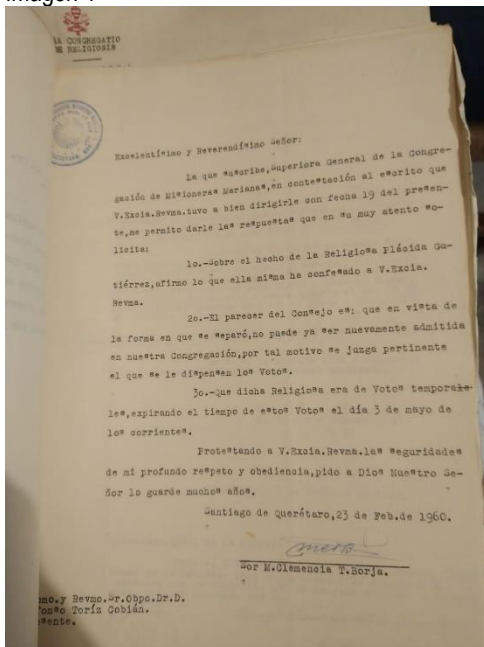 Imagen 1
CONGREGATIO
DE RELIGIOSIS
Excelentísimo y Reverendísimo Señor:
La que suscribe,Superiora General de la Congre-
gación de Misioneras Marianas,en contestación al escrito que
V.Excia.Revma.tuvo a bien dirigirle con fecha 19 del presen-
te,me permito darle las respuestas que en su muy atento so-
licita:
1o.-Sobre el hecho de la Religiosa Plácida Gu-
tiérrez,afirmo lo que ella misma ha confesado a V.Excia.
Revma.
2o.-El parecer del Consejo es: que en vista de
la forma en que se separó,no puede ya ser nuevamente admitida
en nuestra Congregación,por tal motivo se juzga pertinente
el que se le dispensen los Votos.
3o.-Que dicha Religiosa era de Votos temporale-
les,expirando el tiempo de estos Votos el día 3 de mayo de
los corrientes.
Protestando a V.Excia.Revma.las seguridades
de mi profundo respeto y obediencia,pido a Dios Nuestro Se-
ñor lo guarde muchos años.
Santiago de Querétaro,23 de Feb.de 1960.
Sor M.Clemencia T.Borja.
mo.y Revmo.Sr.Obpo.Dr.D.
fonso Toríz Cobián.
esente.